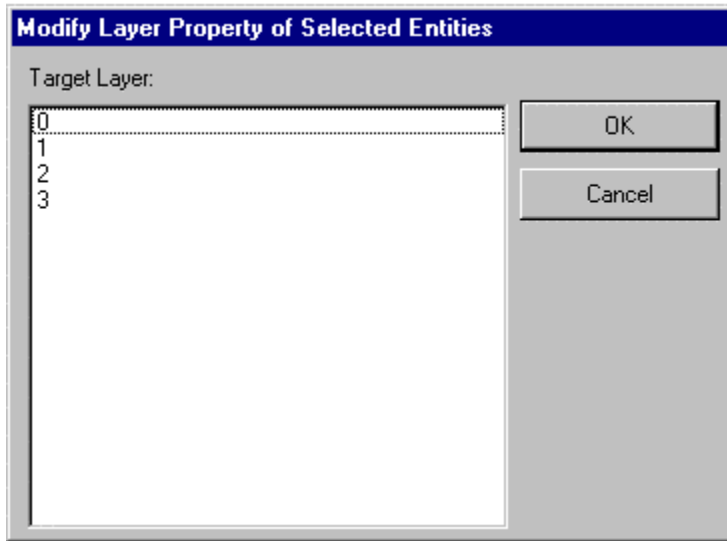 Modify Layer Property of Selected Entities
Target Layer:
0
1
2
3
OK
Cancel